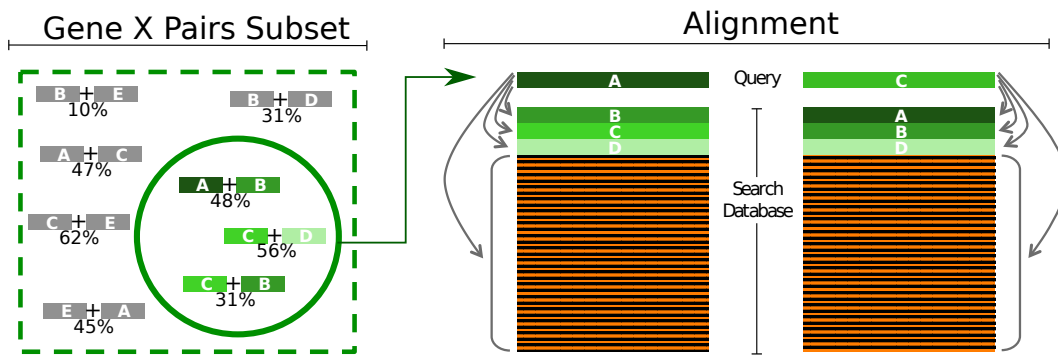 Gene X Pairs Subset
B + E
10%
B + D
31%
A + C
47%
A + B
48%
C + E
62%
C + D
56%
C + B
31%
E + A
45%
Alignment
A
Query
C
B
C
D
A
B
D
Search
Database